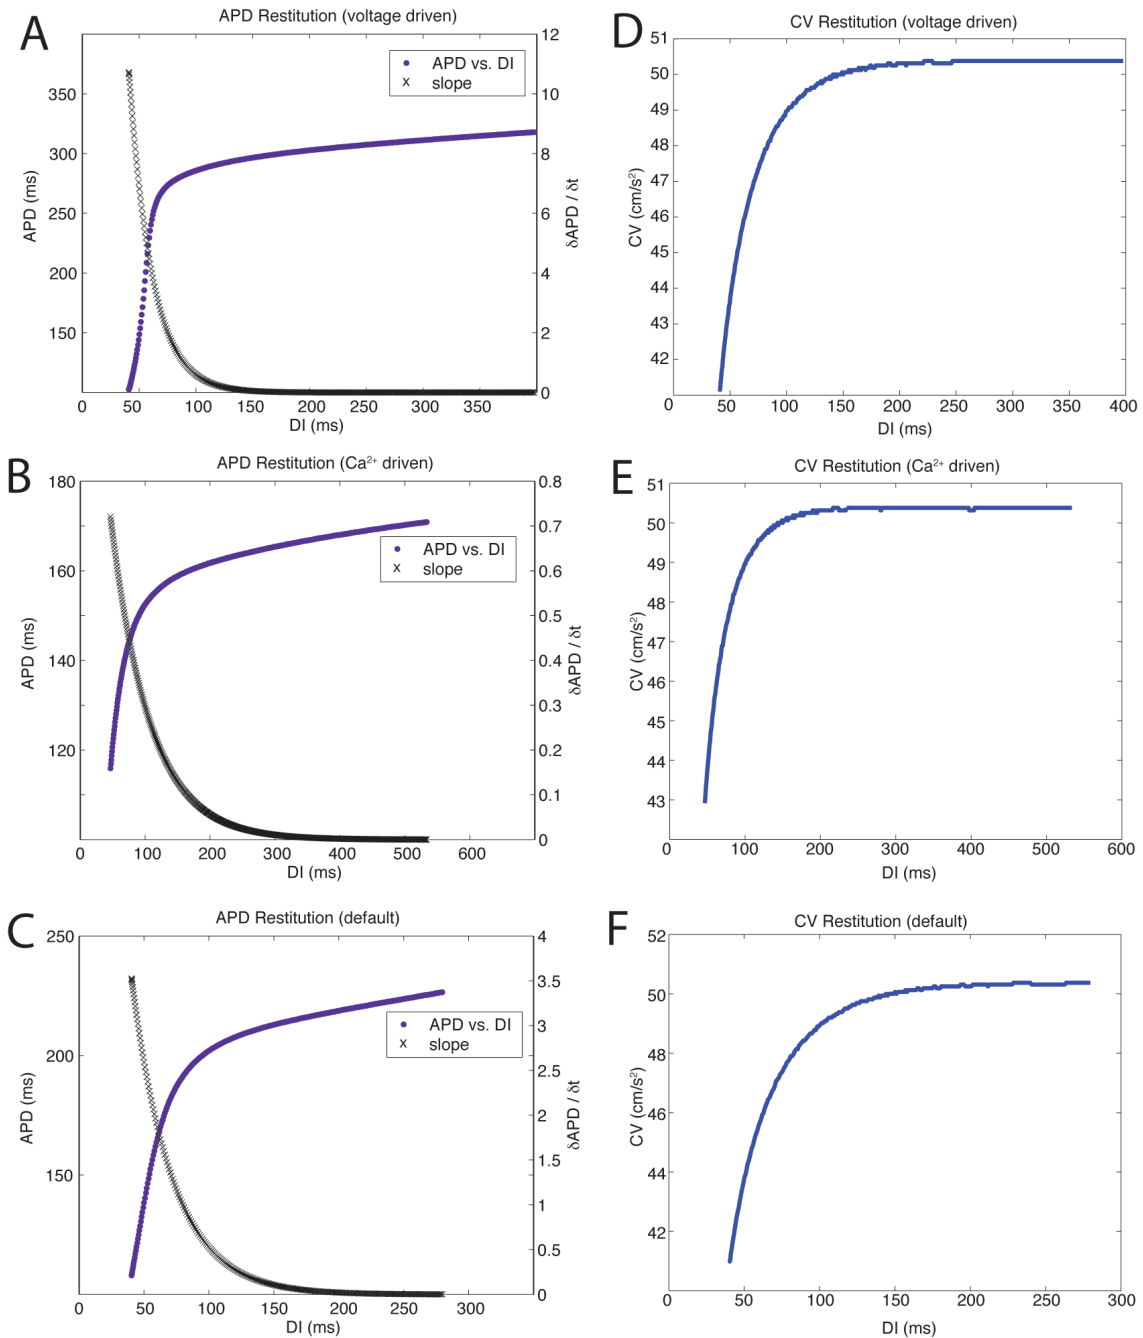 A
APD Restitution (voltage driven)
12
10
8
6
4
2
0
350
300
250
200
150
APD vs. DI
slope
APD (ms)
δAPD / δt
0 50 100 150 200 250 300 350
DI (ms)
D
CV Restitution (voltage driven)
51
50
49
48
47
46
45
44
43
42
CV (cm/s²)
0 50 100 150 200 250 300 350 400
DI (ms)
B
APD Restitution (Ca²⁺ driven)
180
160
140
120
0.8
0.7
0.6
0.5
0.4
0.3
0.2
0.1
0
APD vs. DI
slope
APD (ms)
δAPD / δt
0 100 200 300 400 500 600
DI (ms)
E
CV Restitution (Ca²⁺ driven)
51
50
49
48
47
46
45
44
43
CV (cm/s²)
0 100 200 300 400 500 600
DI (ms)
C
APD Restitution (default)
250
200
150
4
3.5
3
2.5
2
1.5
1
0.5
0
APD vs. DI
slope
APD (ms)
δAPD / δt
0 50 100 150 200 250 300
DI (ms)
F
CV Restitution (default)
52
50
48
46
44
42
CV (cm/s²)
0 50 100 150 200 250 300
DI (ms)